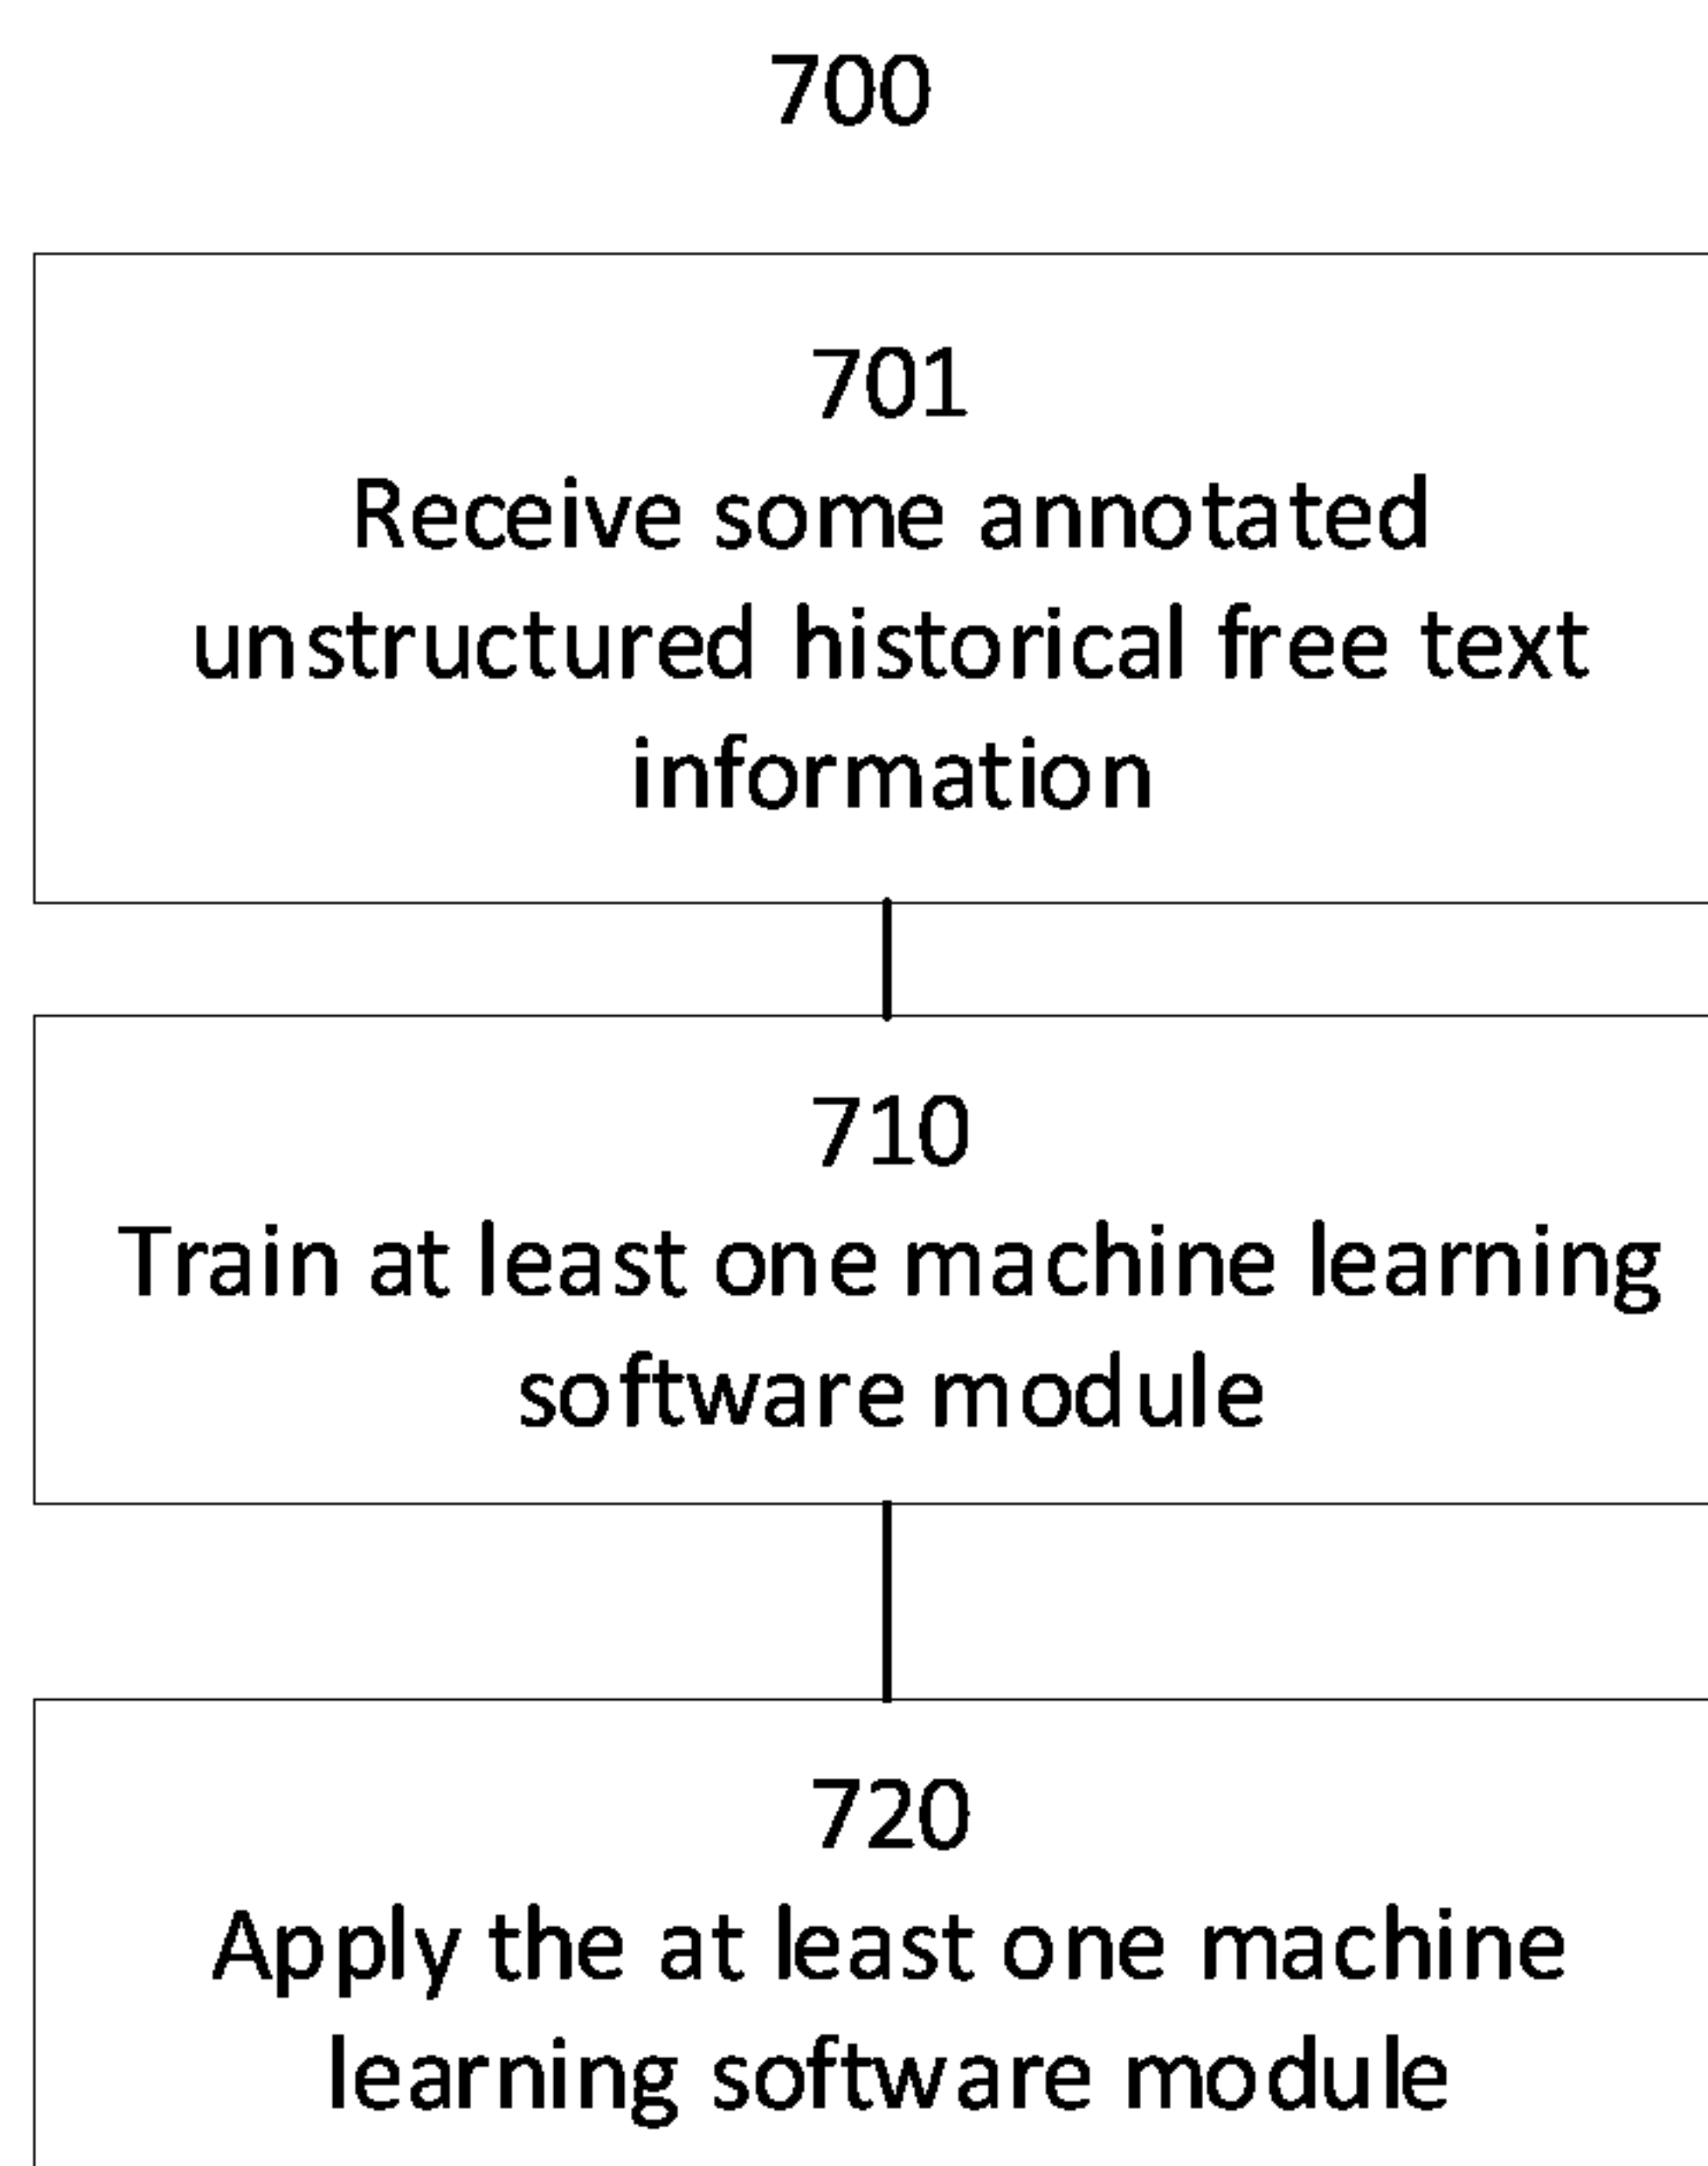 700
701
Receive some annotated
unstructured historical free text
information
710
Train at least one machine learning
software module
720
Apply the at least one machine
learning software module